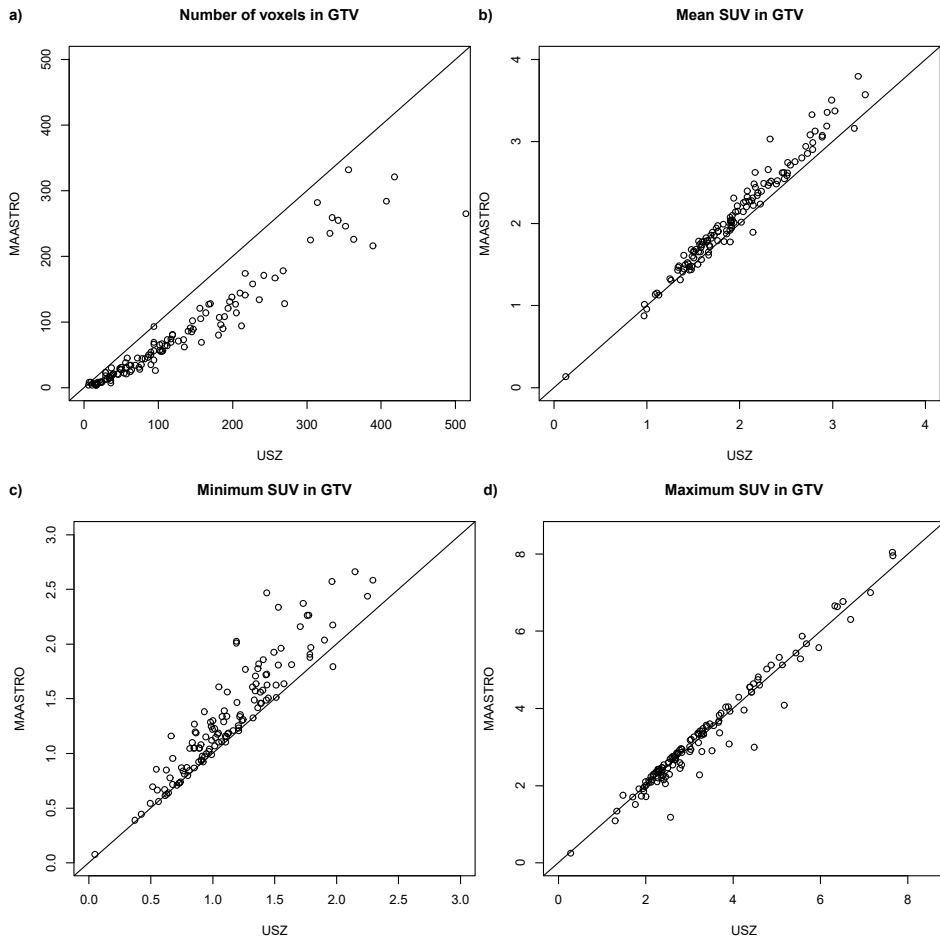 a) Number of voxels in GTV
500
400
300
200
100
0
MAASTRO
0 100 200 300 400 500
USZ
b) Mean SUV in GTV
4
3
2
1
0
MAASTRO
0 1 2 3 4
USZ
c) Minimum SUV in GTV
3.0
2.5
2.0
1.5
1.0
0.5
0.0
MAASTRO
0.0 0.5 1.0 1.5 2.0 2.5 3.0
USZ
d) Maximum SUV in GTV
8
6
4
2
0
MAASTRO
0 2 4 6 8
USZ